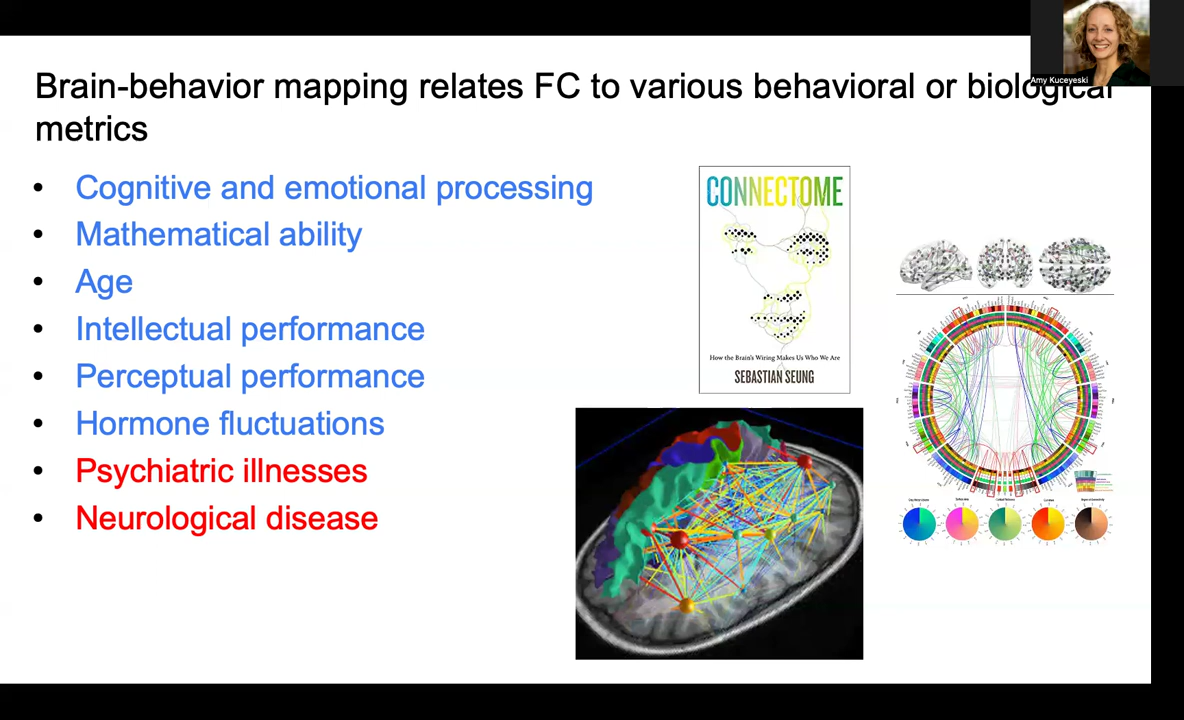 Amy Kuceyeski
Brain-behavior mapping relates FC to various behavioral or biological
metrics
• Cognitive and emotional processing
• Mathematical ability
• Age
• Intellectual performance
• Perceptual performance
• Hormone fluctuations
• Psychiatric illnesses
• Neurological disease
CONNECTOME
How the Brain's Wiring Makes Us Who We Are
SEBASTIAN SEUNG